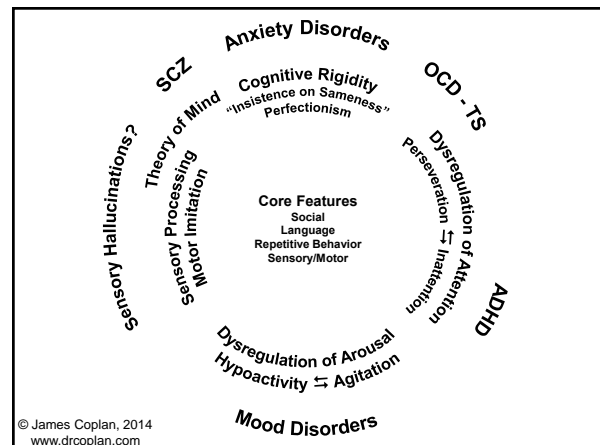 Anxiety Disorders
SCZ
OCD - TS
Cognitive Rigidity
“Insistence on Sameness”
Perfectionism
Theory of Mind
Sensory Hallucinations?
Sensory Processing
Motor Imitation
Core Features
Social
Language
Repetitive Behavior
Sensory/Motor
Dysregulation of Attention
Perseveration ⇆ Inattention
ADHD
Dysregulation of Arousal
Hypoactivity ⇆ Agitation
Mood Disorders
© James Coplan, 2014
www.drcoplan.com